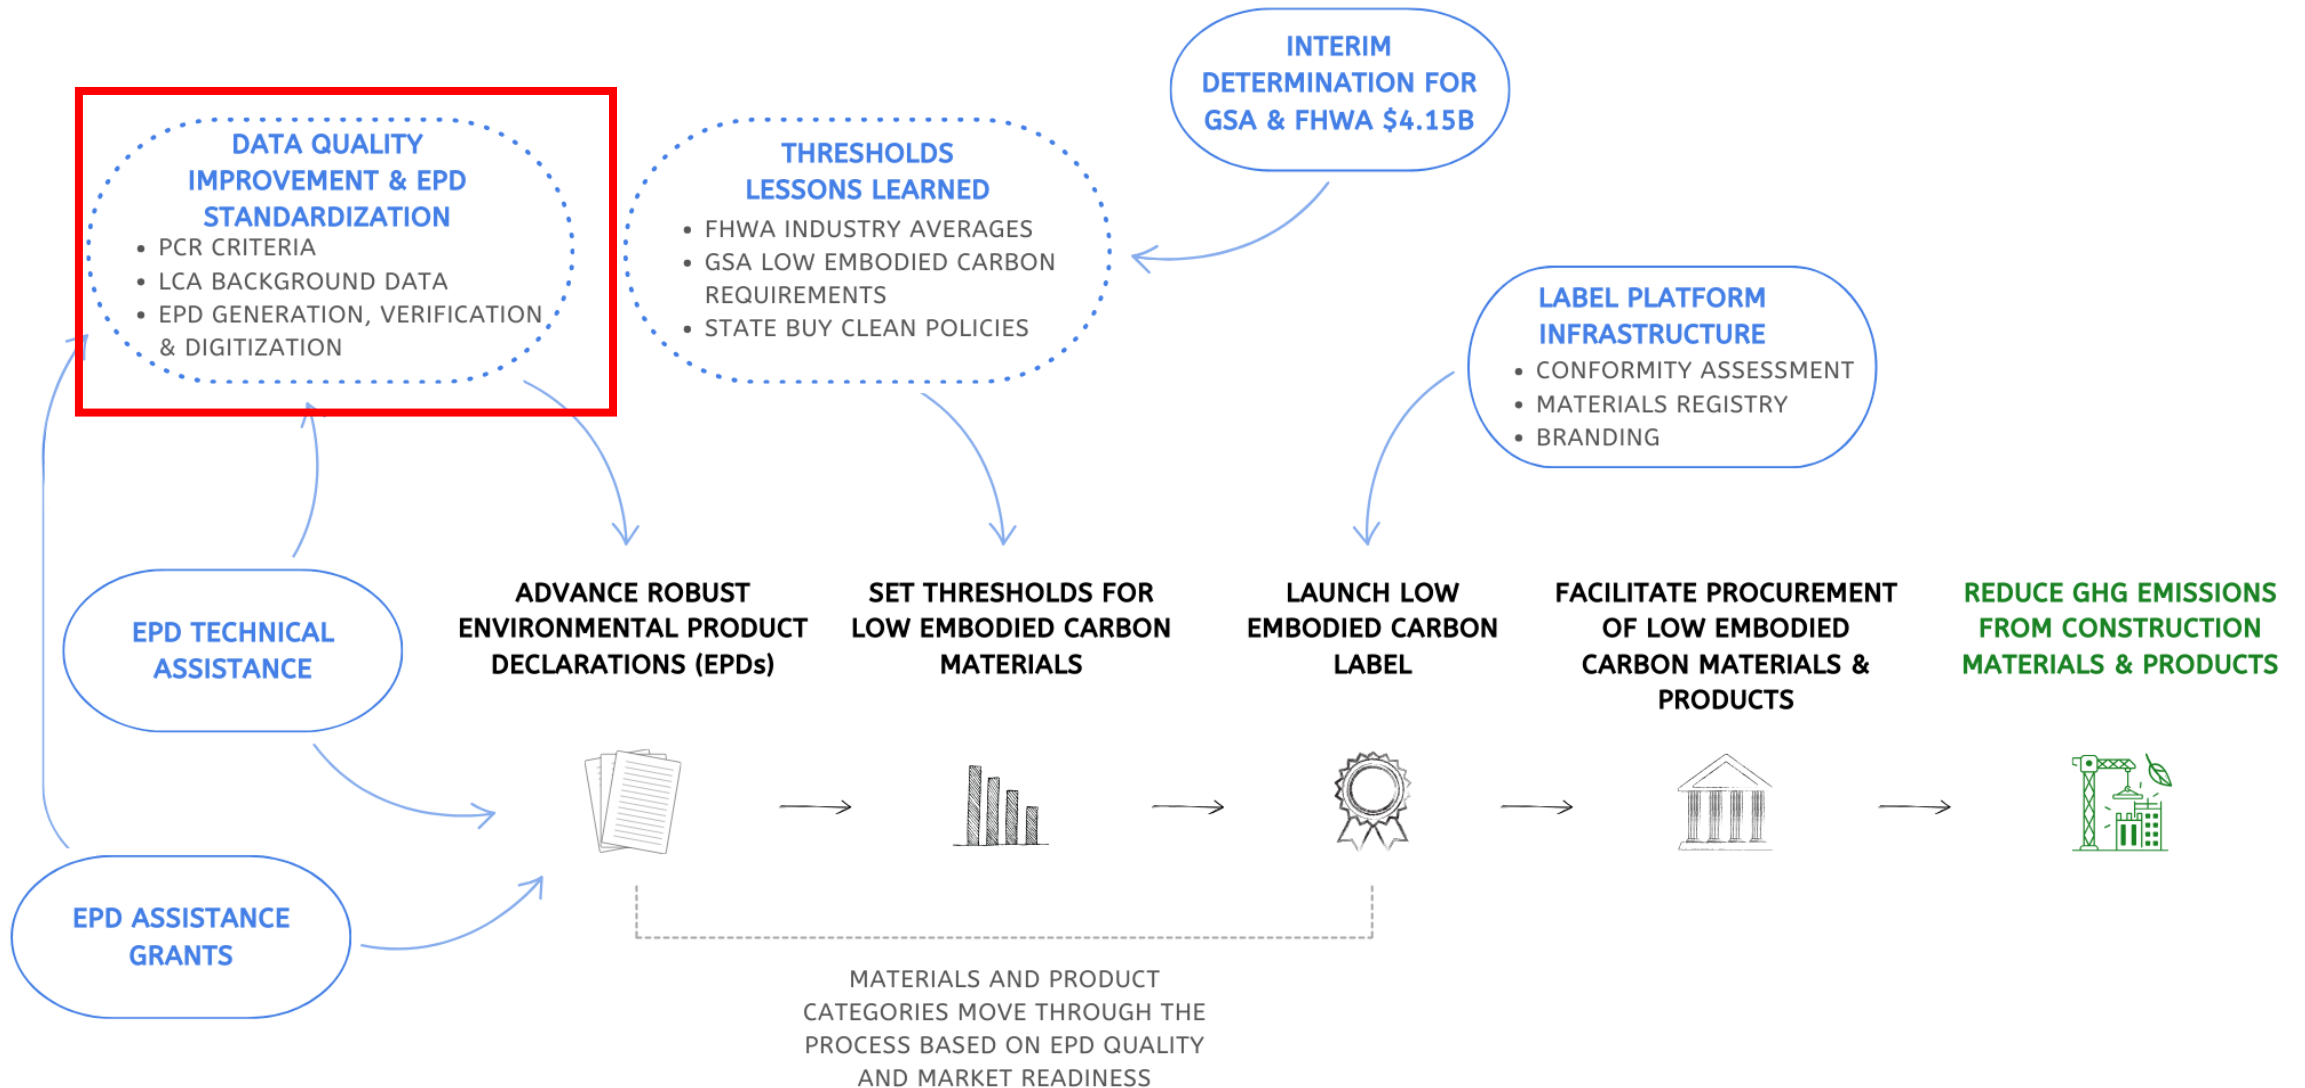 INTERIM
DETERMINATION FOR
GSA & FHWA $4.15B
DATA QUALITY
IMPROVEMENT & EPD
STANDARDIZATION
• PCR CRITERIA
• LCA BACKGROUND DATA
• EPD GENERATION, VERIFICATION
& DIGITIZATION
THRESHOLDS
LESSONS LEARNED
• FHWA INDUSTRY AVERAGES
• GSA LOW EMBODIED CARBON
REQUIREMENTS
• STATE BUY CLEAN POLICIES
LABEL PLATFORM
INFRASTRUCTURE
• CONFORMITY ASSESSMENT
• MATERIALS REGISTRY
• BRANDING
EPD TECHNICAL
ASSISTANCE
ADVANCE ROBUST
ENVIRONMENTAL PRODUCT
DECLARATIONS (EPDs)
SET THRESHOLDS FOR
LOW EMBODIED CARBON
MATERIALS
LAUNCH LOW
EMBODIED CARBON
LABEL
FACILITATE PROCUREMENT
OF LOW EMBODIED
CARBON MATERIALS &
PRODUCTS
REDUCE GHG EMISSIONS
FROM CONSTRUCTION
MATERIALS & PRODUCTS
EPD ASSISTANCE
GRANTS
MATERIALS AND PRODUCT
CATEGORIES MOVE THROUGH THE
PROCESS BASED ON EPD QUALITY
AND MARKET READINESS